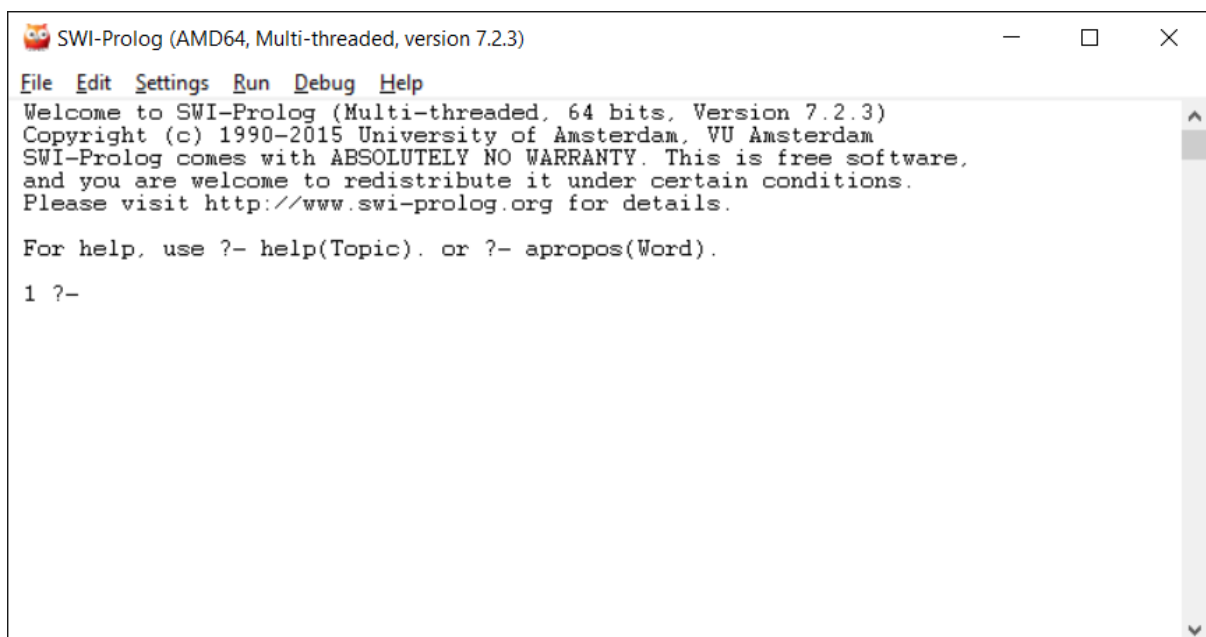 SWI-Prolog (AMD64, Multi-threaded, version 7.2.3)
File Edit Settings Run Debug Help
Welcome to SWI-Prolog (Multi-threaded, 64 bits, Version 7.2.3)
Copyright (c) 1990-2015 University of Amsterdam, VU Amsterdam
SWI-Prolog comes with ABSOLUTELY NO WARRANTY. This is free software,
and you are welcome to redistribute it under certain conditions.
Please visit http://www.swi-prolog.org for details.
For help, use ?- help(Topic). or ?- apropos(Word).
1 ?-